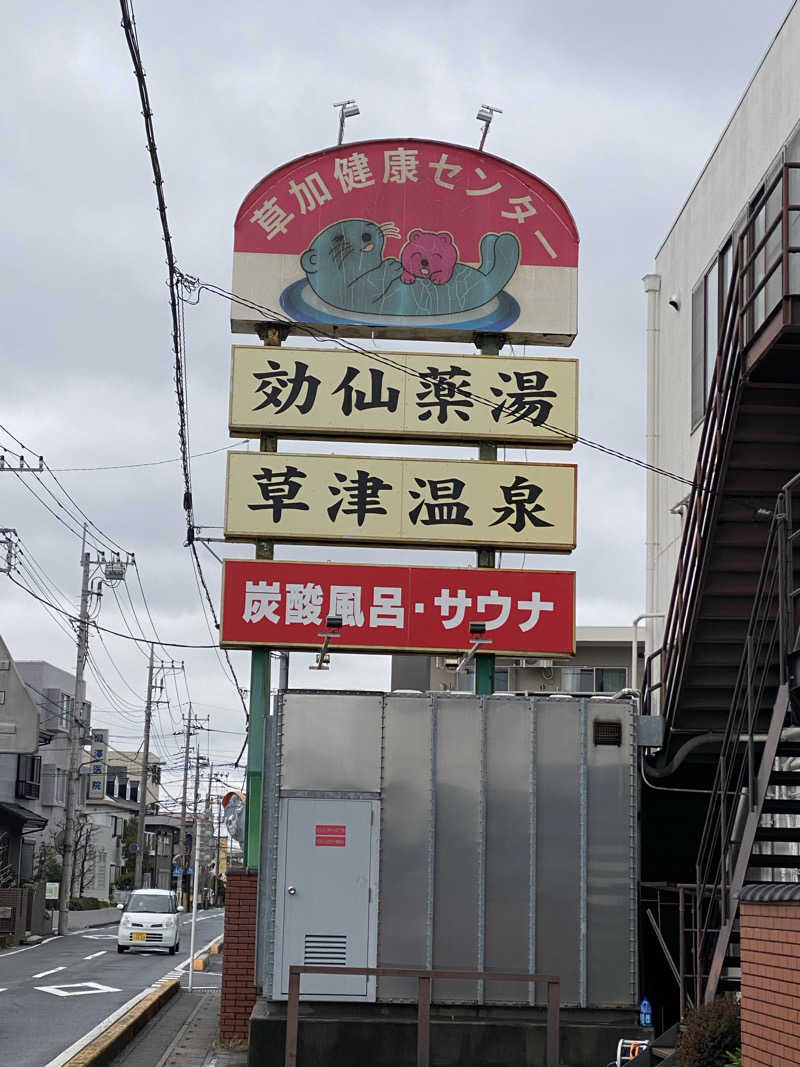 草加健康センター
効仙薬湯
草津温泉
炭酸風呂・サウナ